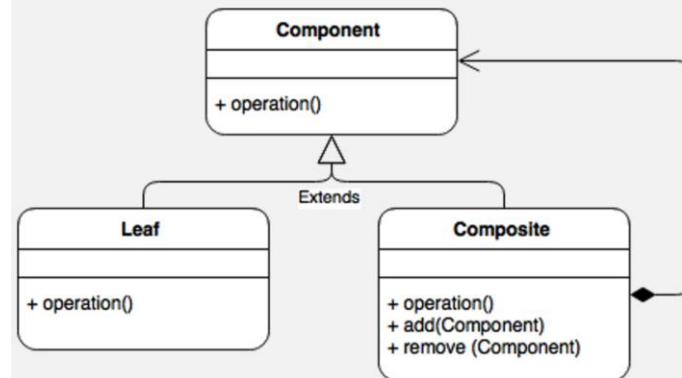 Component
+ operation()
Extends
Leaf
+ operation()
Composite
+ operation()
+ add(Component)
+ remove (Component)